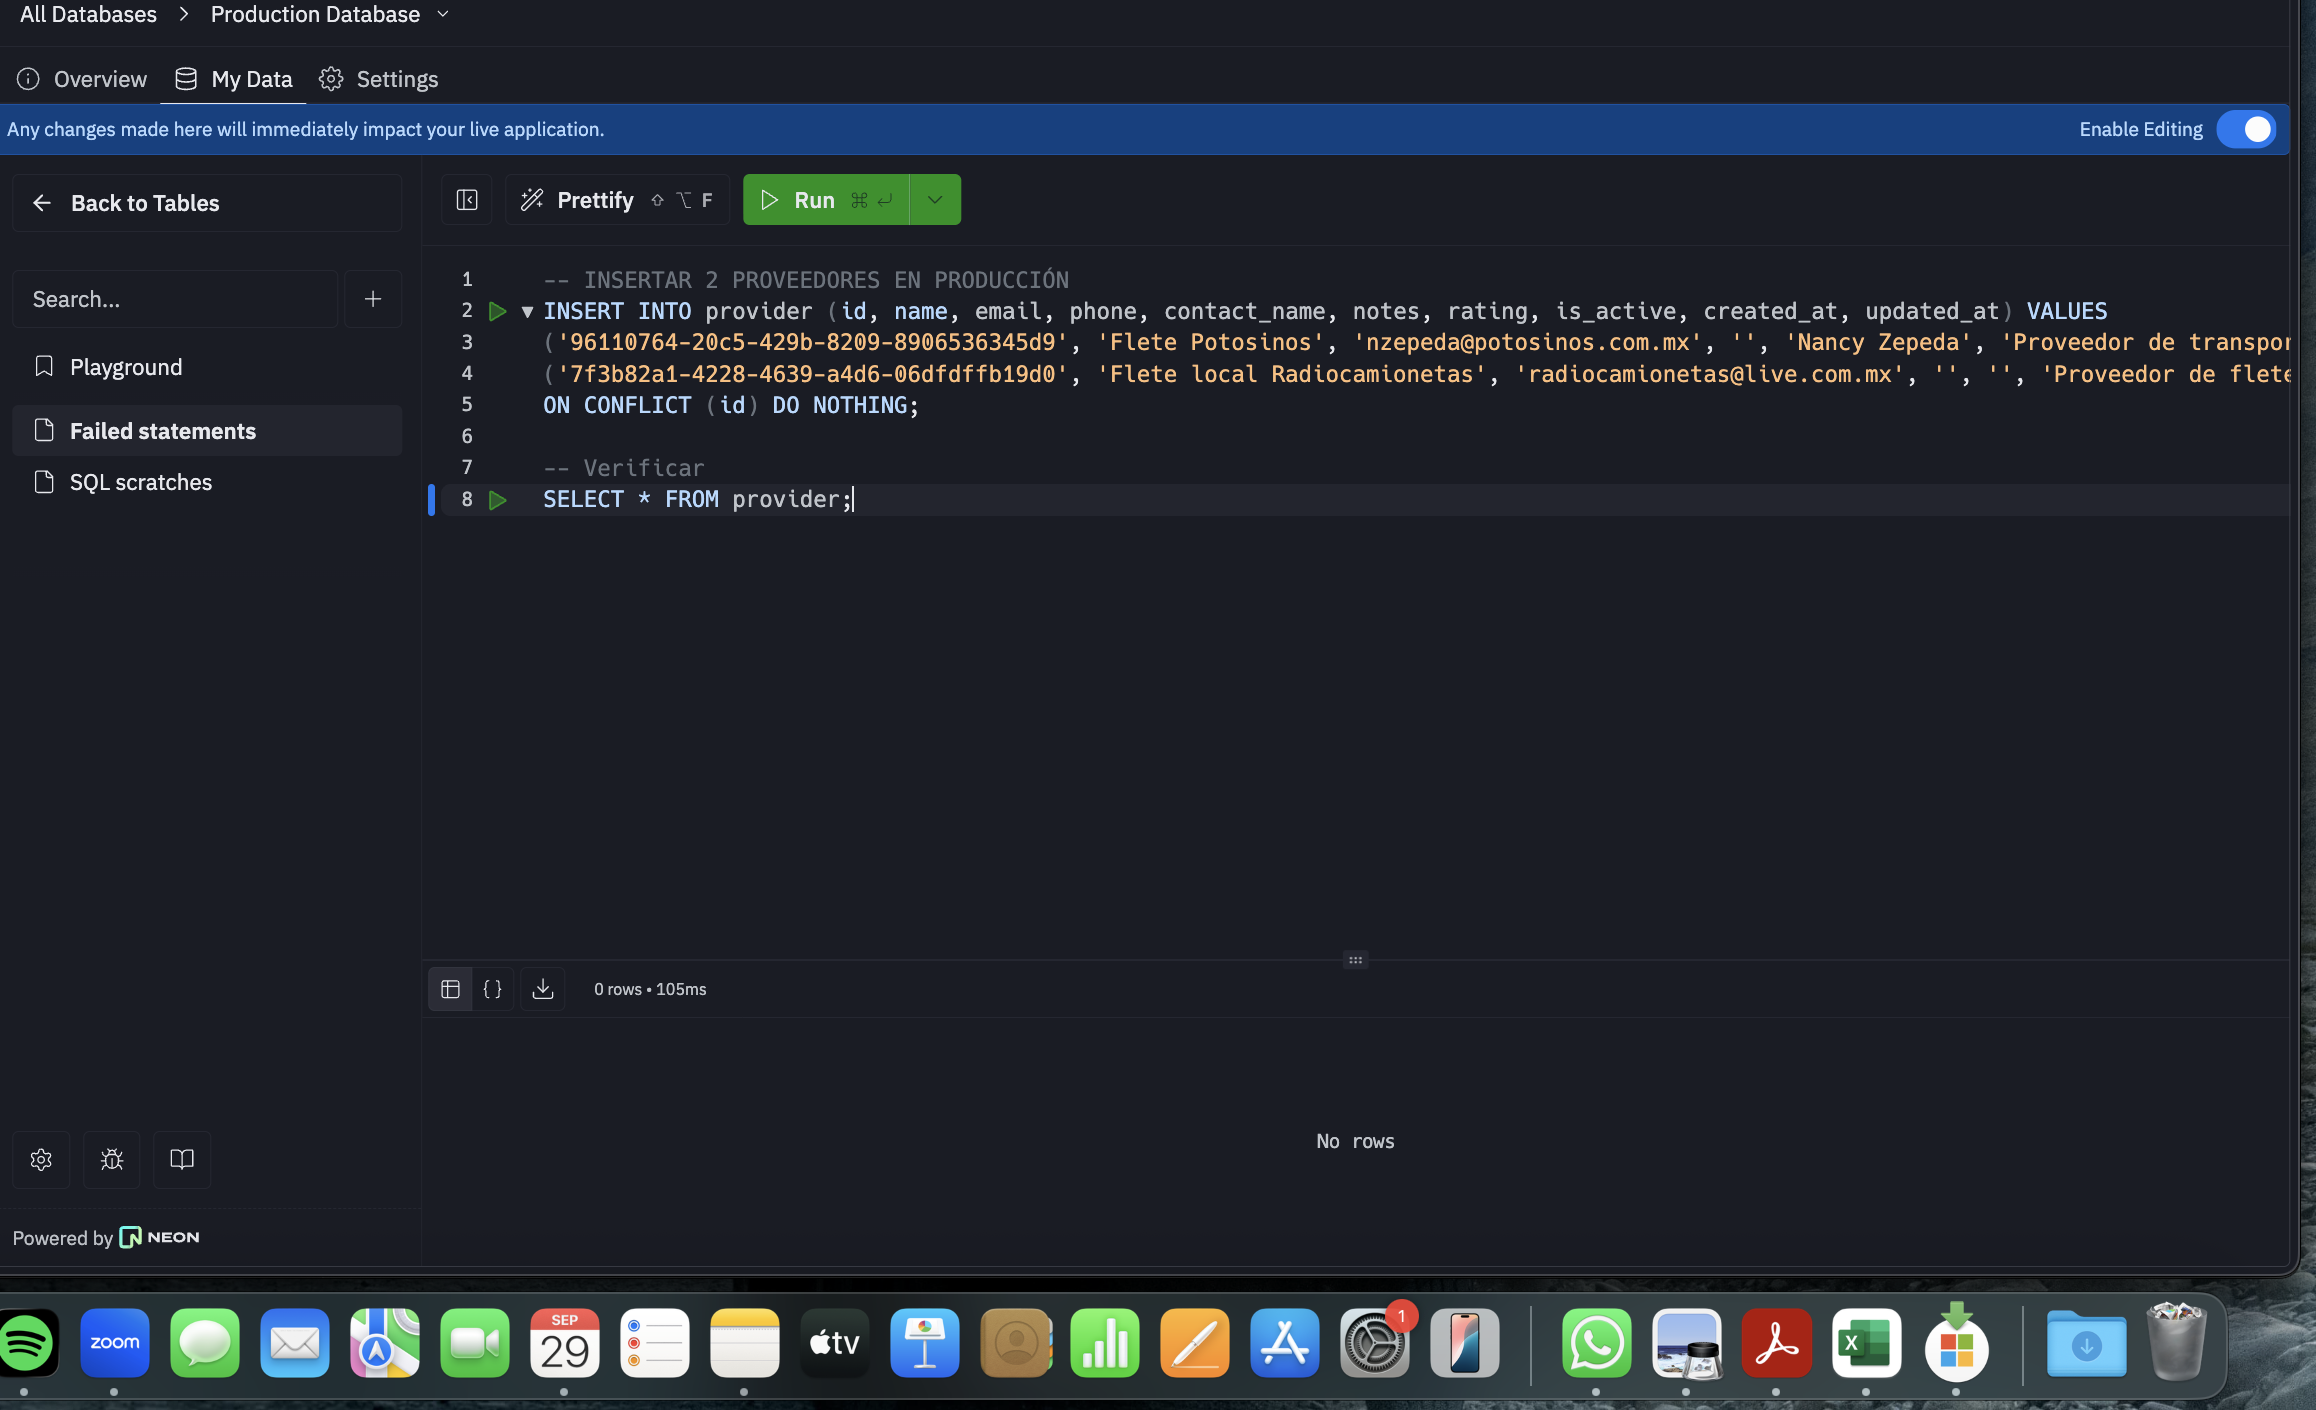 All Databases > Production Database
Overview My Data Settings
Any changes made here will immediately impact your live application. Enable Editing
Back to Tables
Prettify ⇧ ⌥ F Run ⌘ ↵
Search... +
Playground
Failed statements
SQL scratches
1 -- INSERTAR 2 PROVEEDORES EN PRODUCCIÓN
2 INSERT INTO provider (id, name, email, phone, contact_name, notes, rating, is_active, created_at, updated_at) VALUES
3 ('96110764-20c5-429b-8209-8906536345d9', 'Flete Potosinos', 'nzepeda@potosinos.com.mx', '', 'Nancy Zepeda', 'Proveedor de transpor
4 ('7f3b82a1-4228-4639-a4d6-06dfdffb19d0', 'Flete local Radiocamionetas', 'radiocamionetas@live.com.mx', '', '', 'Proveedor de flete
5 ON CONFLICT (id) DO NOTHING;
6
7 -- Verificar
8 SELECT * FROM provider;
{ } 0 rows • 105ms
No rows
Powered by NEON
zoom
SEP
29
tv
1
X